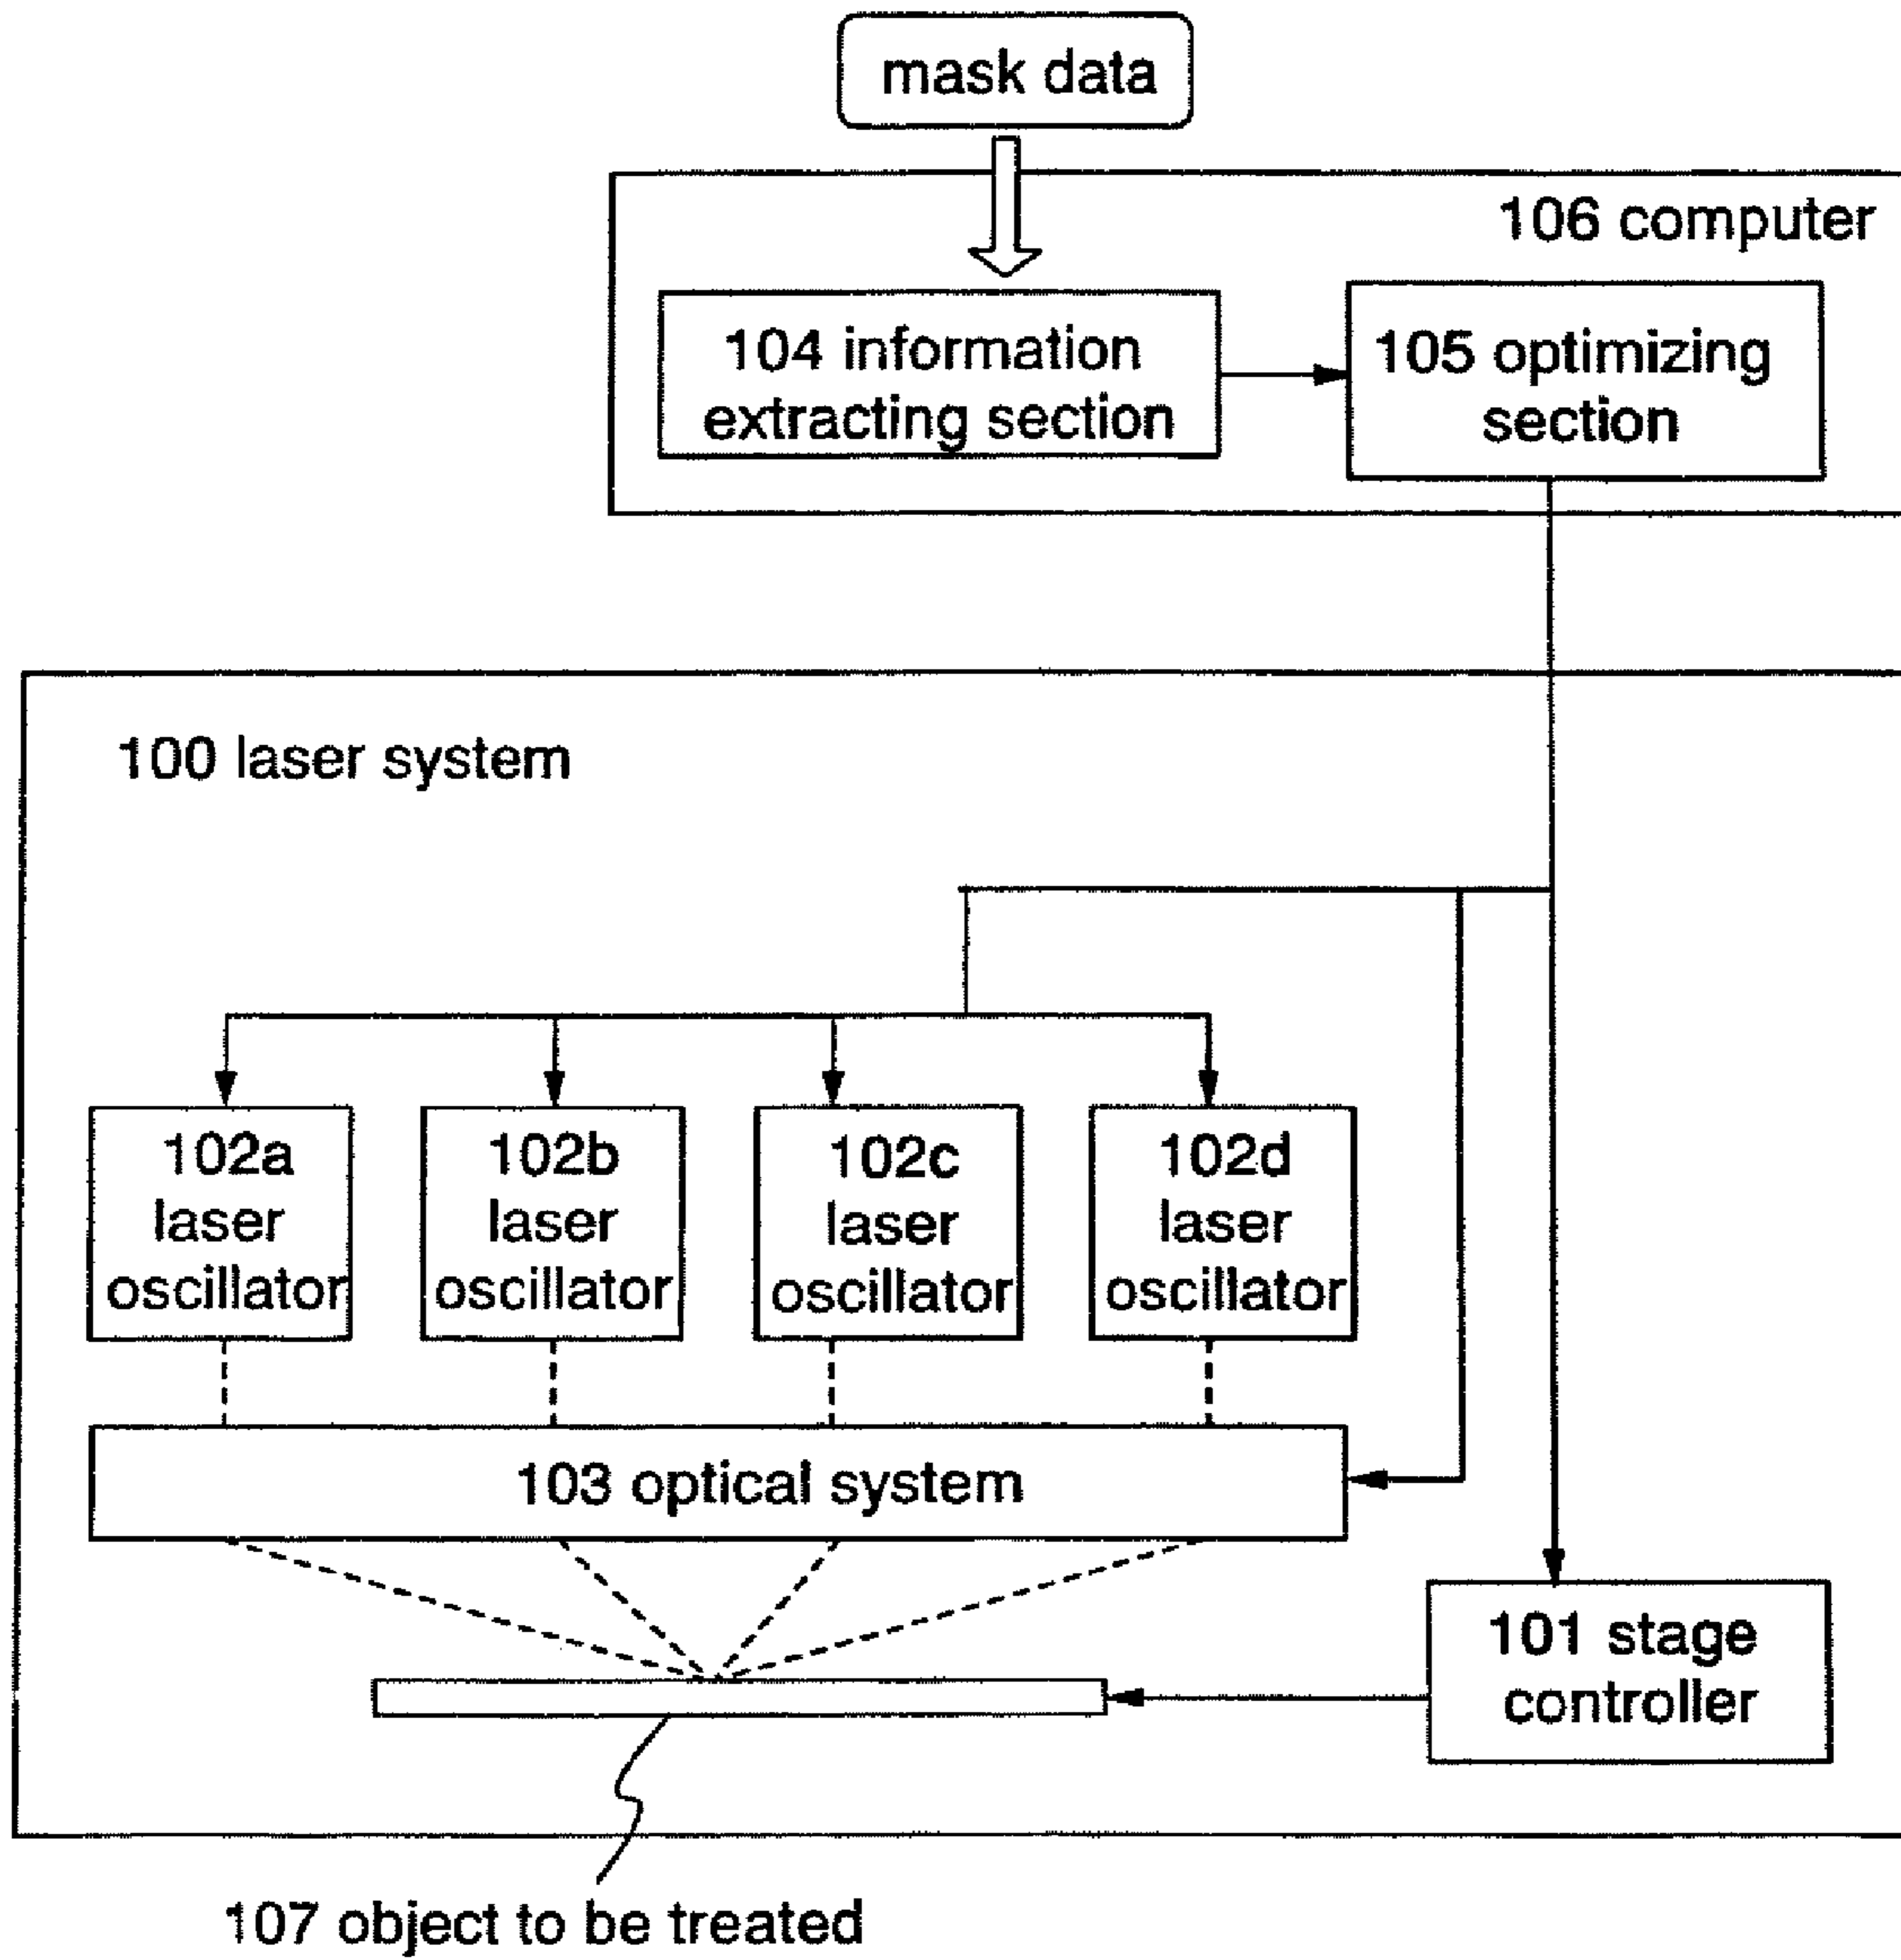 mask data
106 computer
104 information
extracting section
105 optimizing
section
100 laser system
102a
laser
oscillator
102b
laser
oscillator
102c
laser
oscillator
102d
laser
oscillator
103 optical system
101 stage
controller
107 object to be treated